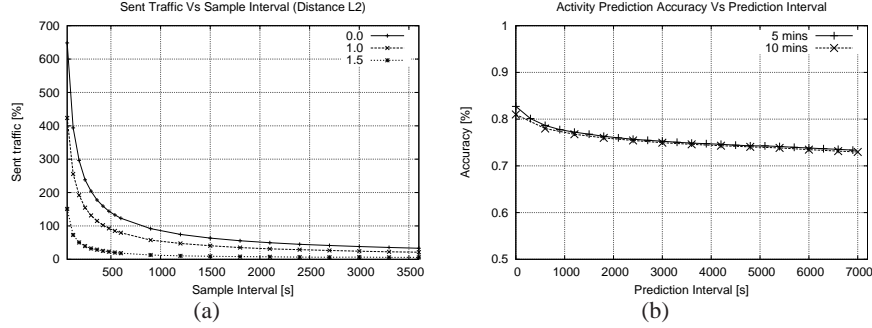 Sent Traffic Vs Sample Interval (Distance L2)
0.0
1.0
1.5
700
600
500
400
300
200
100
0
Sent traffic [%]
500 1000 1500 2000 2500 3000 3500
Sample Interval [s]
(a)
Activity Prediction Accuracy Vs Prediction Interval
5 mins
10 mins
1
0.9
0.8
0.7
0.6
0.5
Accuracy [%]
0 1000 2000 3000 4000 5000 6000 7000
Prediction Interval [s]
(b)